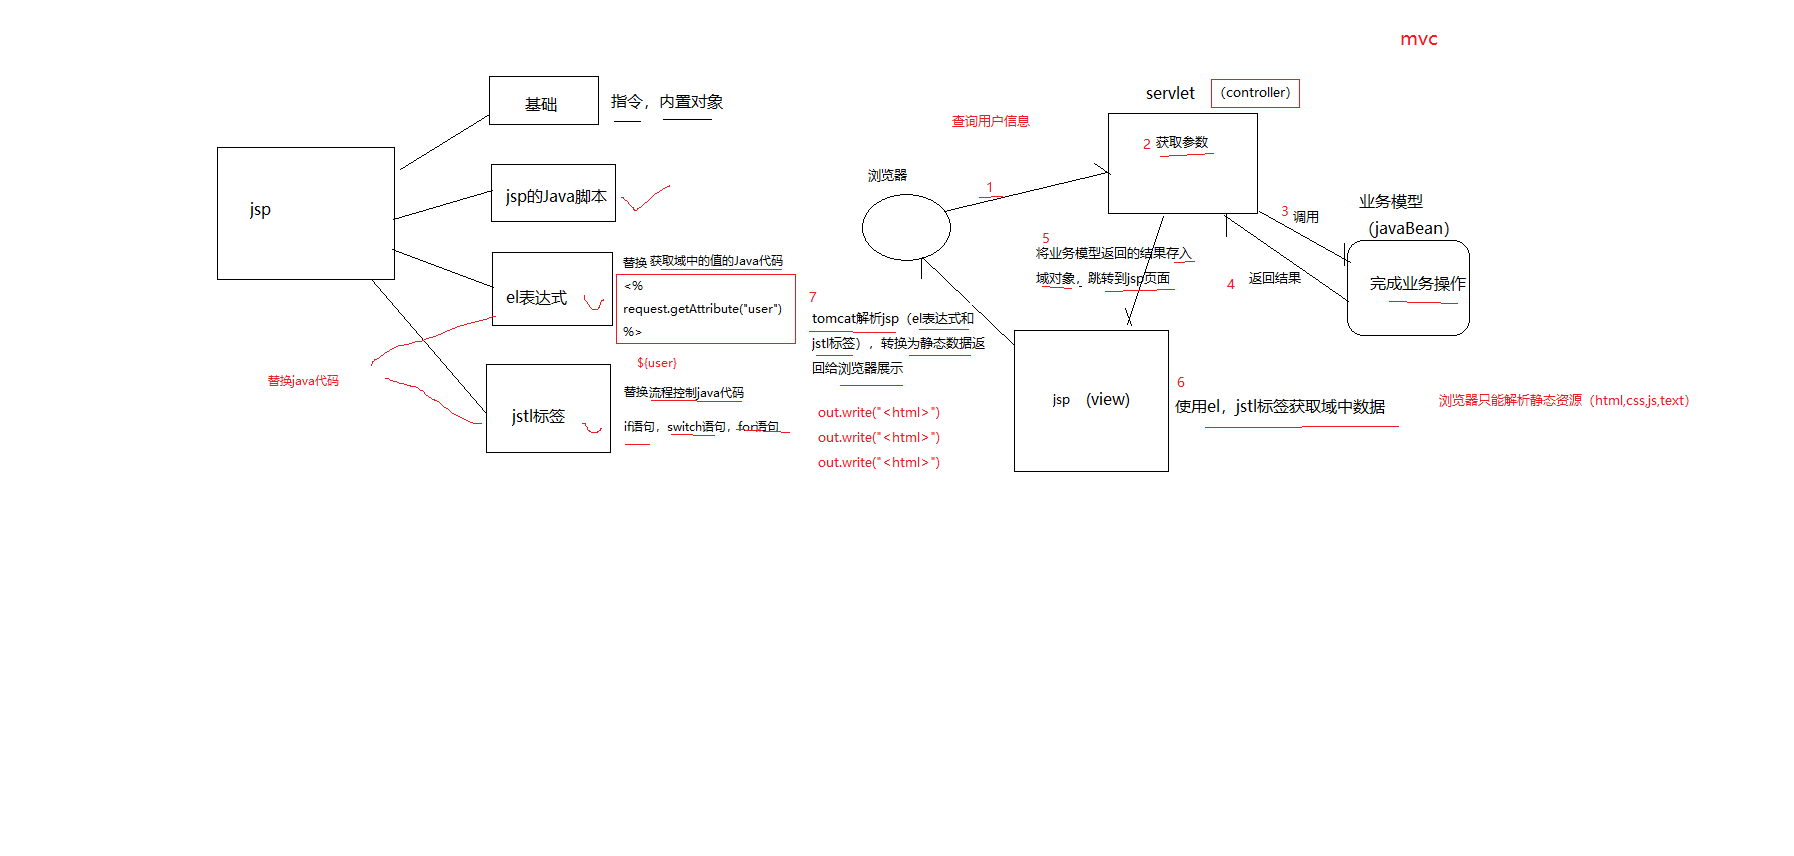 mvc
基础
指令，内置对象
jsp
jsp的Java脚本
el表达式
替换 获取域中的值的Java代码
<%
request.getAttribute("user")
%>
${user}
替换java代码
jstl标签
替换流程控制java代码
if语句，switch语句，for语句
查询用户信息
servlet
（controller）
2 获取参数
浏览器
1
3 调用
业务模型
（javaBean）
完成业务操作
4 返回结果
5
将业务模型返回的结果存入
域对象，跳转到jsp页面
7
tomcat解析jsp（el表达式和
jstl标签），转换为静态数据返
回给浏览器展示
out.write("<html>")
out.write("<html>")
out.write("<html>")
jsp （view)
6
使用el，jstl标签获取域中数据
浏览器只能解析静态资源（html,css,js,text）